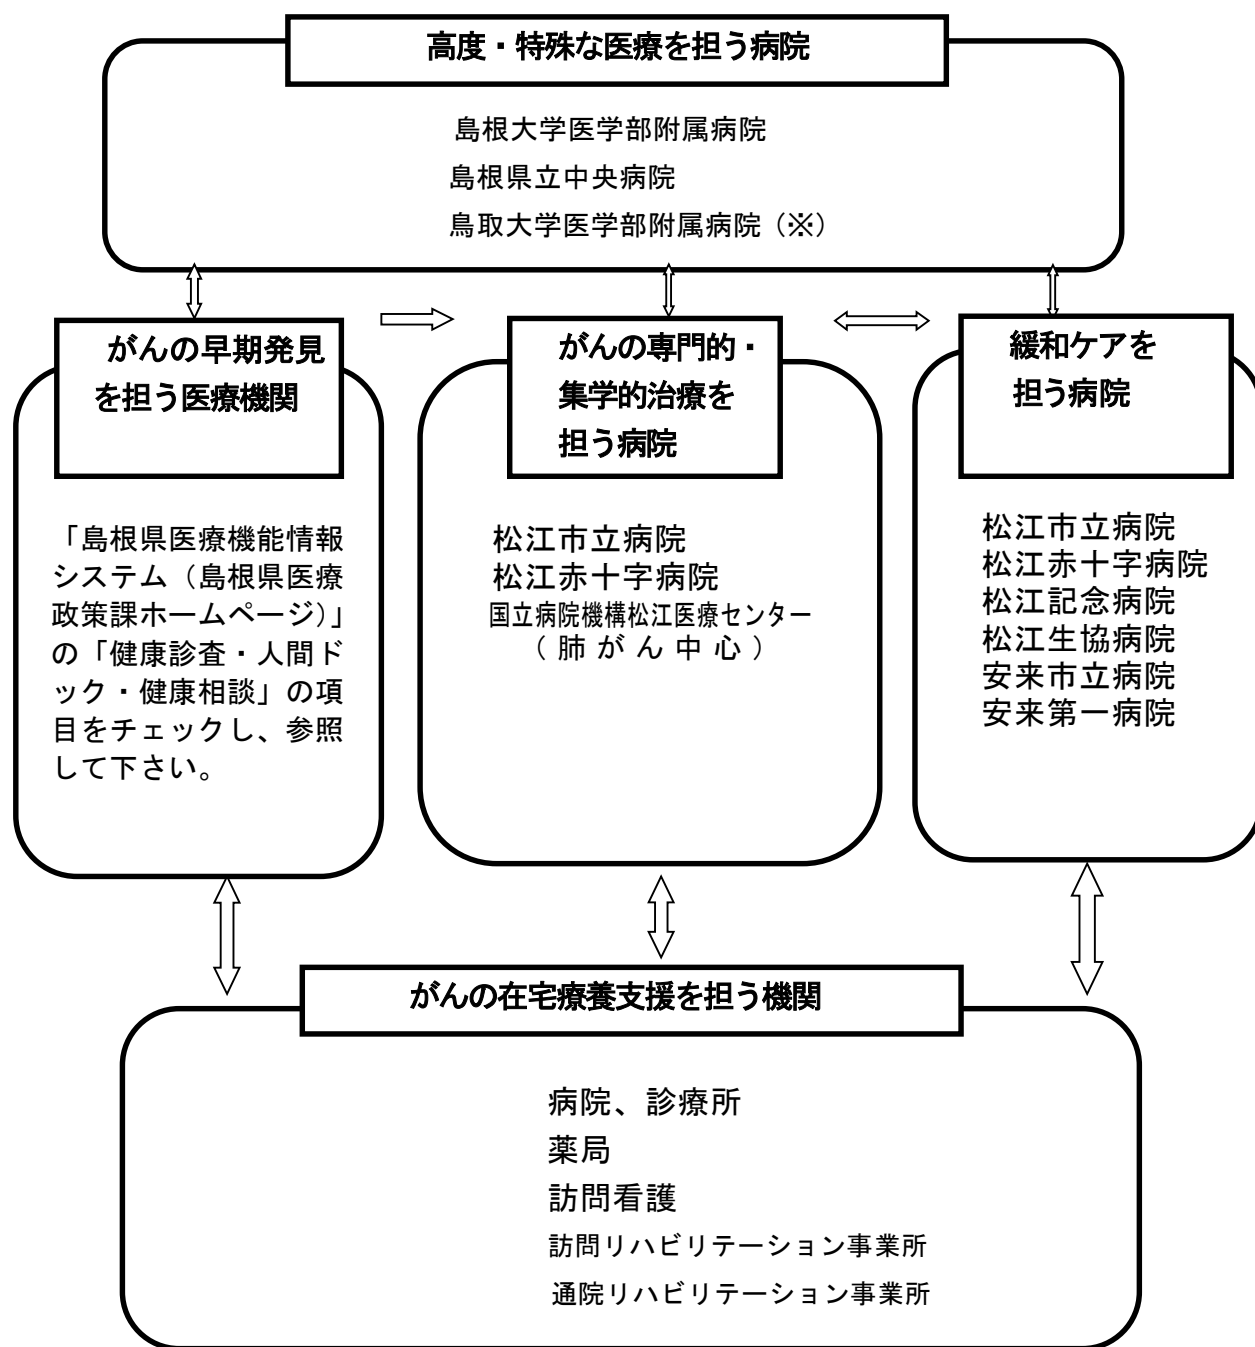 高度・特殊な医療を担う病院
島根大学医学部附属病院
島根県立中央病院
鳥取大学医学部附属病院(※)
がんの早期発見
を担う医療機関
「島根県医療機能情報
システム(島根県医療
政策課ホームページ)」
の「健康診査・人間ド
ック・健康相談」の項
目をチェックし、参照
して下さい。
がんの専門的・
集学的治療を
担う病院
松江市立病院
松江赤十字病院
国立病院機構松江医療センター
(肺がん中心)
緩和ケアを
担う病院
松江市立病院
松江赤十字病院
松江記念病院
松江生協病院
安来市立病院
安来第一病院
がんの在宅療養支援を担う機関
病院、診療所
薬局
訪問看護
訪問リハビリテーション事業所
通院リハビリテーション事業所